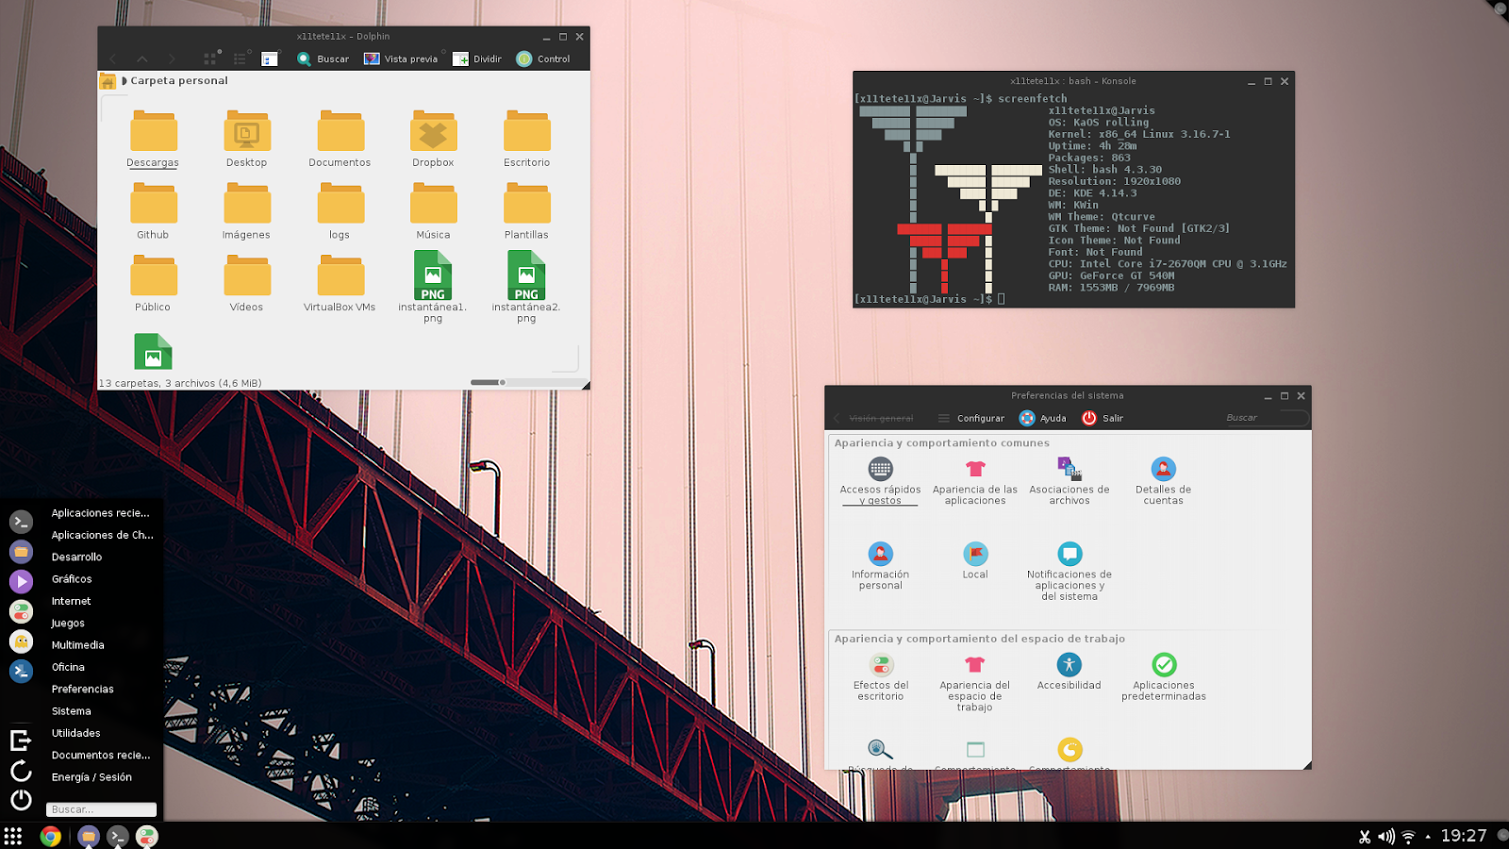 x11tete11x – Dolphin
Buscar
Vista previa
Dividir
Control
Carpeta personal
Descargas
Desktop
Documentos
Dropbox
Escritorio
Github
Imágenes
logs
Música
Plantillas
Público
Vídeos
VirtualBox VMs
PNG
instantánea1.
png
PNG
instantánea2.
png
13 carpetas, 3 archivos (4,6 MiB)
x11tete11x : bash – Konsole
[x11tete11x@Jarvis ~]$ screenfetch
x11tete11x@Jarvis
OS: KaOS rolling
Kernel: x86_64 Linux 3.16.7-1
Uptime: 4h 28m
Packages: 863
Shell: bash 4.3.30
Resolution: 1920x1080
DE: KDE 4.14.3
WM: KWin
WM Theme: Qtcurve
GTK Theme: Not Found [GTK2/3]
Icon Theme: Not Found
Font: Not Found
CPU: Intel Core i7-2670QM CPU @ 3.1GHz
GPU: GeForce GT 540M
RAM: 1553MB / 7969MB
[x11tete11x@Jarvis ~]$
Preferencias del sistema
Visión general
Configurar
Ayuda
Salir
Buscar
Apariencia y comportamiento comunes
Accesos rápidos
y gestos
Apariencia de las
aplicaciones
Asociaciones de
archivos
Detalles de
cuentas
Información
personal
Local
Notificaciones de
aplicaciones y
del sistema
Apariencia y comportamiento del espacio de trabajo
Efectos del
escritorio
Apariencia del
espacio de
trabajo
Accesibilidad
Aplicaciones
predeterminadas
Búsqueda de
Comportamiento
Comportamiento
Aplicaciones recie...
Aplicaciones de Ch...
Desarrollo
Gráficos
Internet
Juegos
Multimedia
Oficina
Preferencias
Sistema
Utilidades
Documentos recie...
Energía / Sesión
Buscar...
19:27